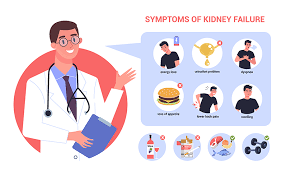 SYMPTOMS OF KIDNEY FAILURE
energy loss
urination problem
dyspnea
loss of appetite
lower back pain
swelling